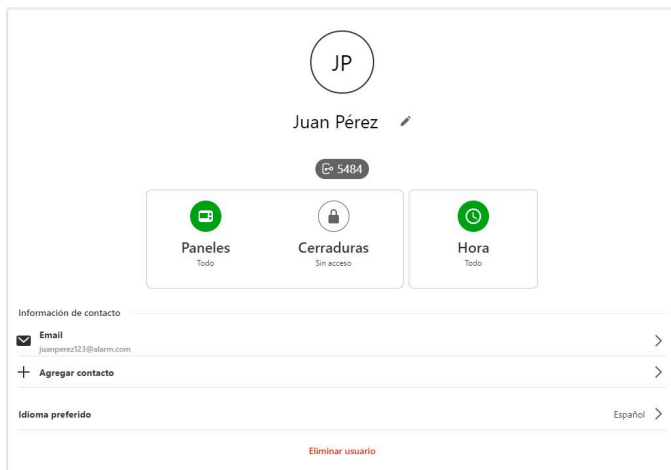 JP
Juan Pérez
5484
Paneles
Todo
Cerraduras
Sin acceso
Hora
Todo
Información de contacto
Email
juanperez123@alarm.com
Agregar contacto
Idioma preferido
Español
Eliminar usuario